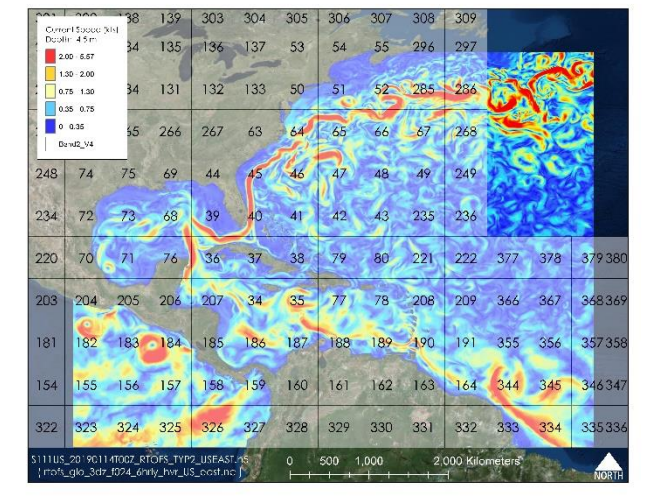 138 139 303 304 305 306 307 308 309
Current Speed (kts)
Depth: 4.5 m
2.00 - 5.57
1.30 - 2.00
0.75 - 1.30
0.35 - 0.75
0 - 0.35
Band2_V4
34 135 136 137 53 54 55 296 297
34 131 132 133 50 51 52 285 286
65 266 267 63 64 65 66 67 268
248 74 75 69 44 45 46 47 48 49 249
234 72 73 68 39 40 41 42 43 235 236
220 70 71 76 36 37 38 79 80 221 222 377 378 379 380
203 204 205 206 207 34 35 77 78 208 209 366 367 368 369
181 182 183 184 185 186 187 188 189 190 191 355 356 357 358
154 155 156 157 158 159 160 161 162 163 164 344 345 346 347
322 323 324 325 326 327 328 329 330 331 332 333 334 335 336
S111US_20190114T00Z_RTOFS_TYP2_USEAST.h5
( rtofs_glo_3dz_f024_6hrly_hvr_US_east.nc )
0 500 1,000 2,000 Kilometers
NORTH